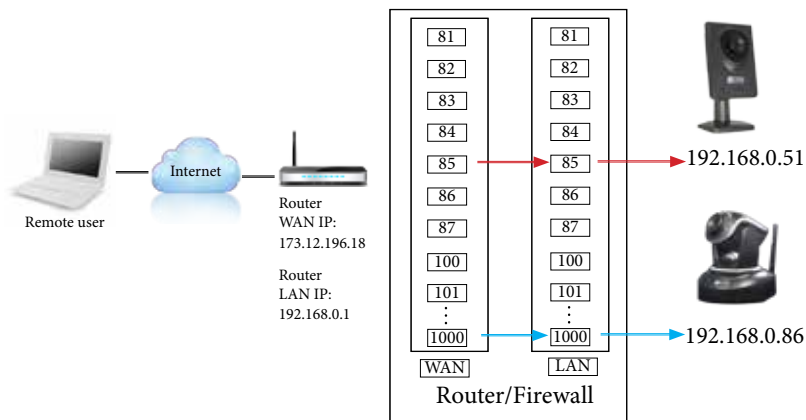 Remote user
Internet
Router
WAN IP:
173.12.196.18
Router
LAN IP:
192.168.0.1
81
82
83
84
85
86
87
100
101
1000
WAN
81
82
83
84
85
86
87
100
101
1000
LAN
Router/Firewall
192.168.0.51
192.168.0.86